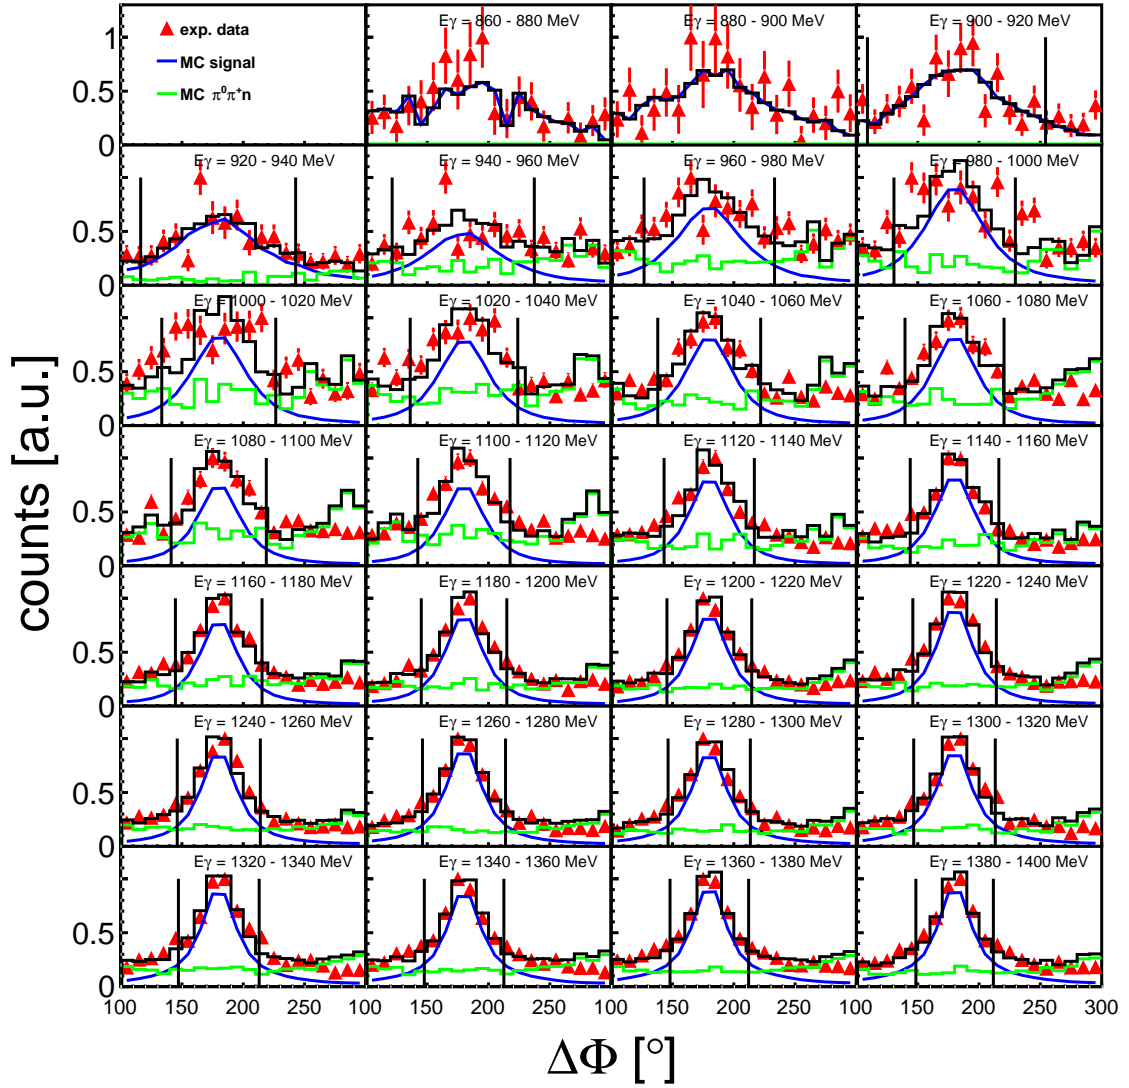 exp. data
MC signal
MC π⁰π⁺n
Eγ = 860 - 880 MeV
Eγ = 880 - 900 MeV
Eγ = 900 - 920 MeV
1
0.5
0
Eγ = 920 - 940 MeV
Eγ = 940 - 960 MeV
Eγ = 960 - 980 MeV
Eγ = 980 - 1000 MeV
0.5
0
Eγ = 1000 - 1020 MeV
Eγ = 1020 - 1040 MeV
Eγ = 1040 - 1060 MeV
Eγ = 1060 - 1080 MeV
0.5
0
Eγ = 1080 - 1100 MeV
Eγ = 1100 - 1120 MeV
Eγ = 1120 - 1140 MeV
Eγ = 1140 - 1160 MeV
0.5
0
Eγ = 1160 - 1180 MeV
Eγ = 1180 - 1200 MeV
Eγ = 1200 - 1220 MeV
Eγ = 1220 - 1240 MeV
0.5
0
Eγ = 1240 - 1260 MeV
Eγ = 1260 - 1280 MeV
Eγ = 1280 - 1300 MeV
Eγ = 1300 - 1320 MeV
0.5
0
Eγ = 1320 - 1340 MeV
Eγ = 1340 - 1360 MeV
Eγ = 1360 - 1380 MeV
Eγ = 1380 - 1400 MeV
0.5
0
100 150 200 250 100 150 200 250 100 150 200 250 100 150 200 250 300
counts [a.u.]
ΔΦ [°]